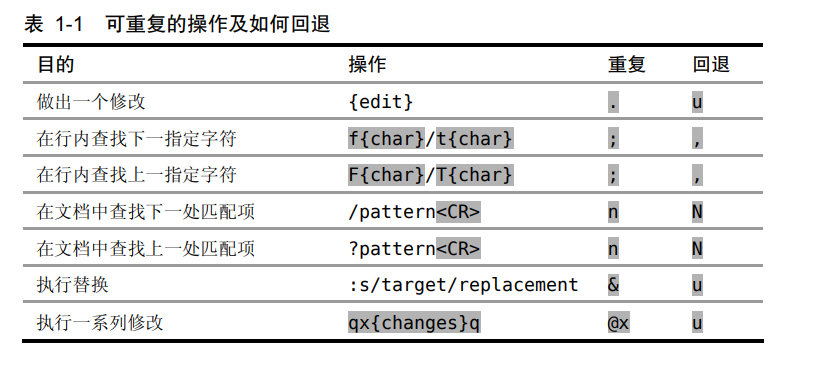 表 1-1 可重复的操作及如何回退
目的 操作 重复 回退
做出一个修改 {edit} . u
在行内查找下一指定字符 f{char}/t{char} ; ,
在行内查找上一指定字符 F{char}/T{char} ; ,
在文档中查找下一处匹配项 /pattern<CR> n N
在文档中查找上一处匹配项 ?pattern<CR> n N
执行替换 :s/target/replacement & u
执行一系列修改 qx{changes}q @x u